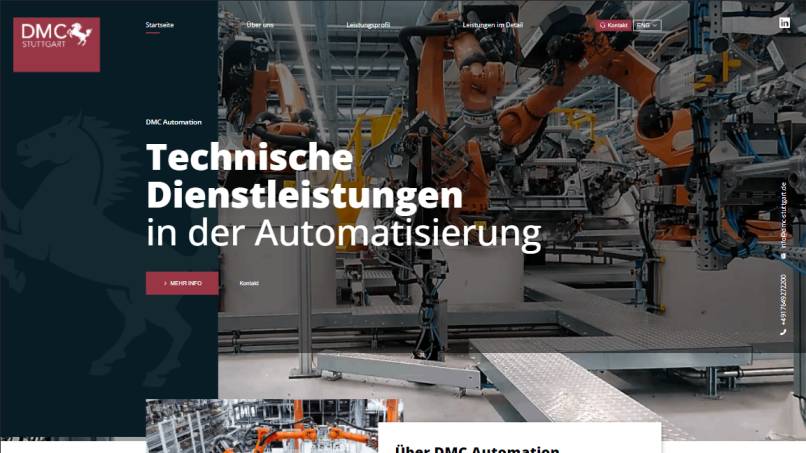 DMC
STUTTGART
Startseite
Über uns
Leistungsprofil
Leistungen im Detail
Kontakt
ENG
DMC Automation
Technische
Dienstleistungen
in der Automatisierung
MEHR INFO
Kontakt
info@dmc-stuttgart.de
+4917649272200
Über DMC Automation